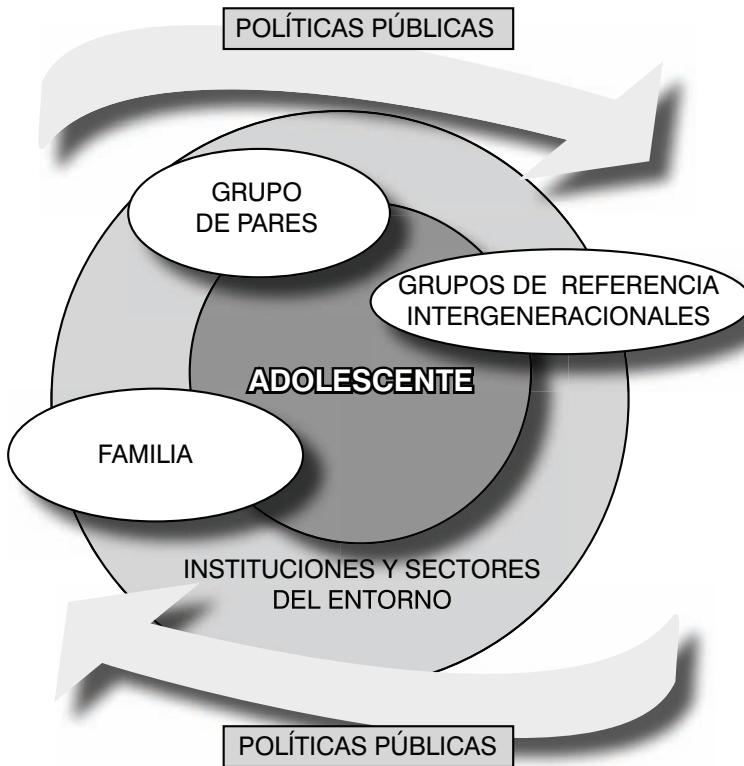 POLÍTICAS PÚBLICAS
GRUPO
DE PARES
GRUPOS DE REFERENCIA
INTERGENERACIONALES
ADOLESCENTE
FAMILIA
INSTITUCIONES Y SECTORES
DEL ENTORNO
POLÍTICAS PÚBLICAS